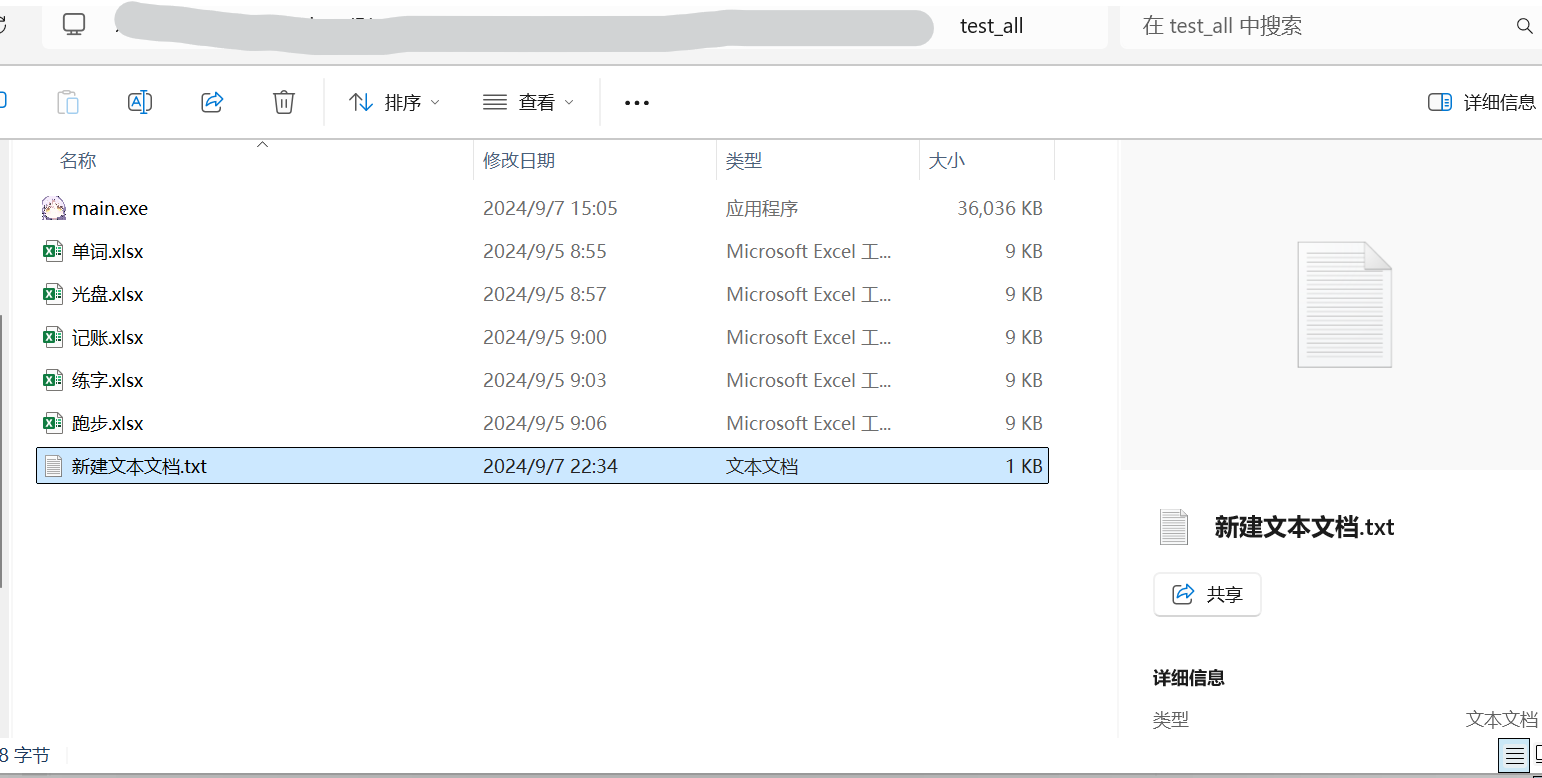 test_all
在 test_all 中搜索
排序
查看
详细信息
名称 修改日期 类型 大小
main.exe 2024/9/7 15:05 应用程序 36,036 KB
单词.xlsx 2024/9/5 8:55 Microsoft Excel 工... 9 KB
光盘.xlsx 2024/9/5 8:57 Microsoft Excel 工... 9 KB
记账.xlsx 2024/9/5 9:00 Microsoft Excel 工... 9 KB
练字.xlsx 2024/9/5 9:03 Microsoft Excel 工... 9 KB
跑步.xlsx 2024/9/5 9:06 Microsoft Excel 工... 9 KB
新建文本文档.txt 2024/9/7 22:34 文本文档 1 KB
新建文本文档.txt
共享
详细信息
类型 文本文档
8 字节